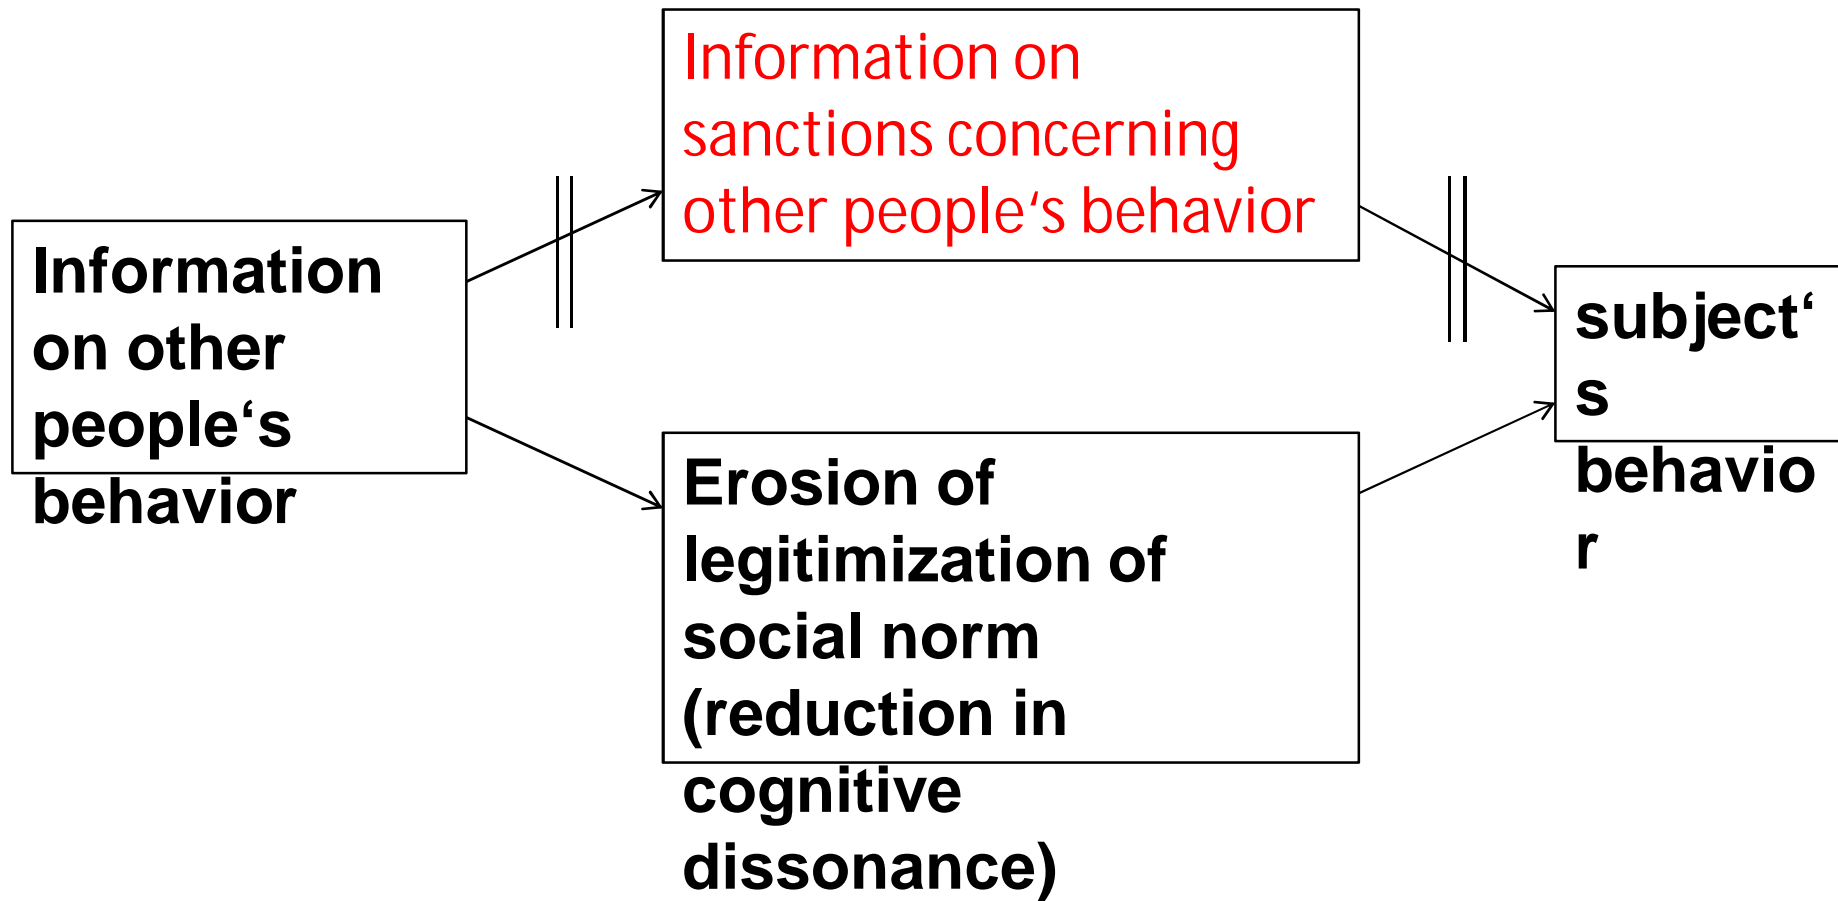 Information on
sanctions concerning
other people‘s behavior
Information
on other
people‘s
behavior
subject‘
s
behavio
r
Erosion of
legitimization of
social norm
(reduction in
cognitive
dissonance)